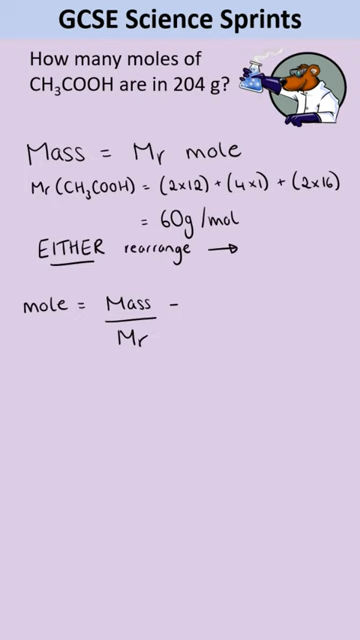 GCSE Science Sprints
How many moles of
CH₃COOH are in 204 g?
Mass = Mr mole
Mr (CH₃COOH) = (2×12) + (4×1) + (2×16)
= 60g/mol
EITHER rearrange →
mole = Mass -
Mr